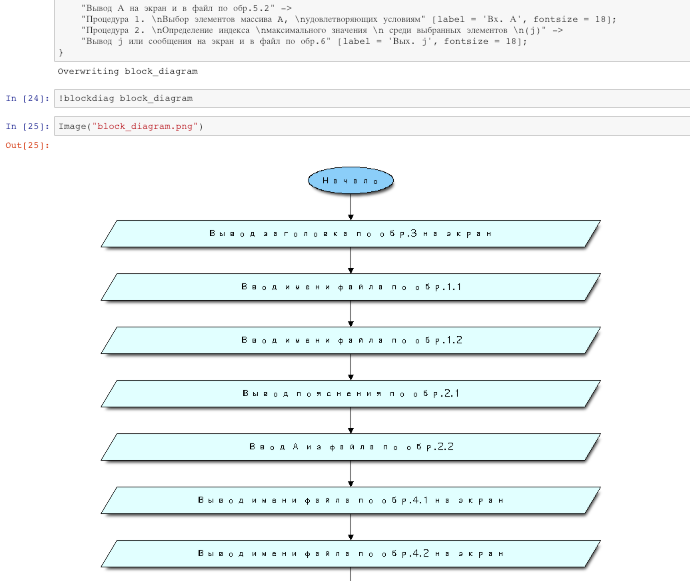 "Вывод А на экран и в файл по обр.5.2" ->
"Процедура 1. \nВыбор элементов массива А, \nудовлетворяющих условиям" [label = 'Вх. А', fontsize = 18];
"Процедура 2. \nОпределение индекса \nмаксимального значения \n среди выбранных элементов \n(j)" ->
"Вывод j или сообщения на экран и в файл по обр.6" [label = 'Вых. j', fontsize = 18];
}
Overwriting block_diagram
In [24]: !blockdiag block_diagram
In [25]: Image("block_diagram.png")
Out[25]:
Начало
Вывод заголовка по обр.3 на экран
Ввод имени файла по обр.1.1
Ввод имени файла по обр.1.2
Вывод пояснения по обр.2.1
Ввод А из файла по обр.2.2
Вывод имени файла по обр.4.1 на экран
Вывод имени файла по обр.4.2 на экран